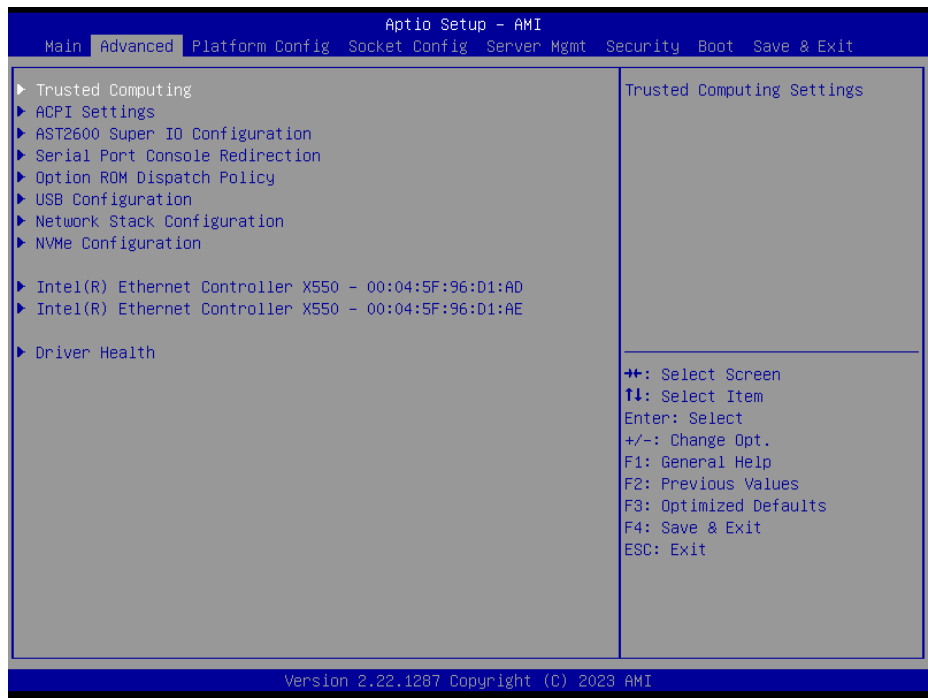 Aptio Setup – AMI
Main Advanced Platform Config Socket Config Server Mgmt Security Boot Save & Exit
▶ Trusted Computing
▶ ACPI Settings
▶ AST2600 Super IO Configuration
▶ Serial Port Console Redirection
▶ Option ROM Dispatch Policy
▶ USB Configuration
▶ Network Stack Configuration
▶ NVMe Configuration
▶ Intel(R) Ethernet Controller X550 – 00:04:5F:96:D1:AD
▶ Intel(R) Ethernet Controller X550 – 00:04:5F:96:D1:AE
▶ Driver Health
Trusted Computing Settings
→←: Select Screen
↑↓: Select Item
Enter: Select
+/–: Change Opt.
F1: General Help
F2: Previous Values
F3: Optimized Defaults
F4: Save & Exit
ESC: Exit
Version 2.22.1287 Copyright (C) 2023 AMI